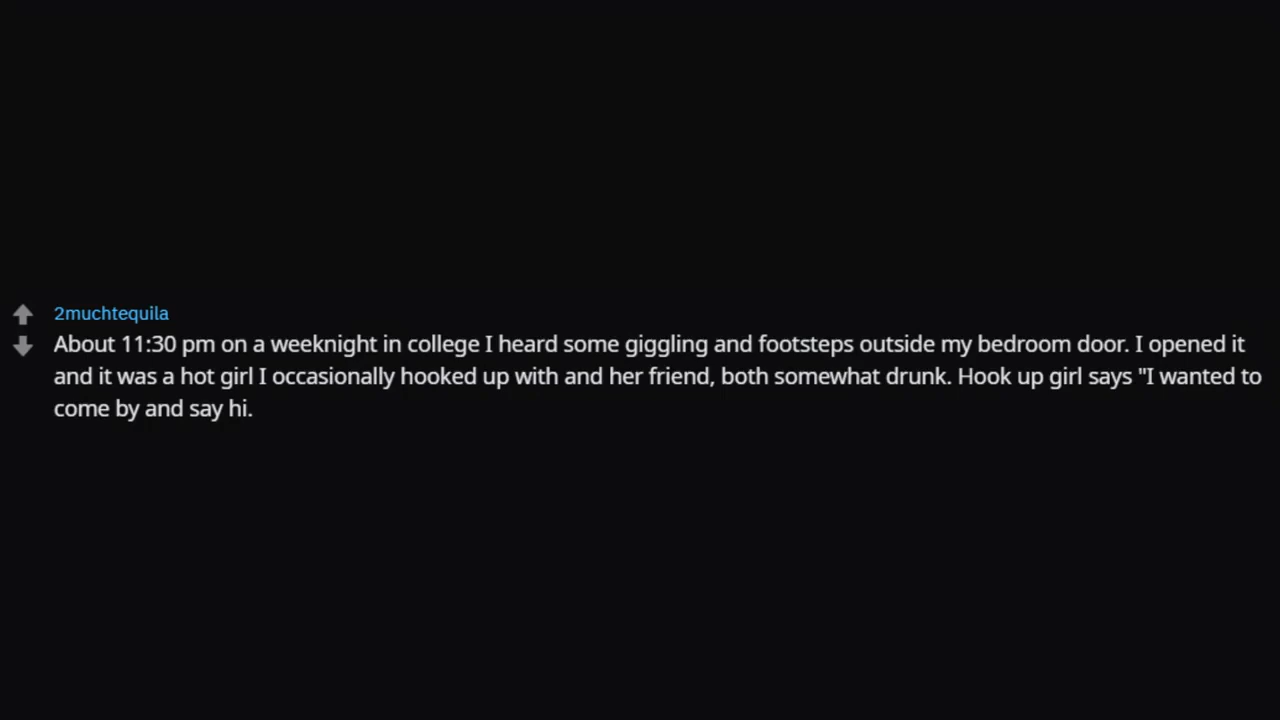 2muchtequila
About 11:30 pm on a weeknight in college I heard some giggling and footsteps outside my bedroom door. I opened it
and it was a hot girl I occasionally hooked up with and her friend, both somewhat drunk. Hook up girl says "I wanted to
come by and say hi.